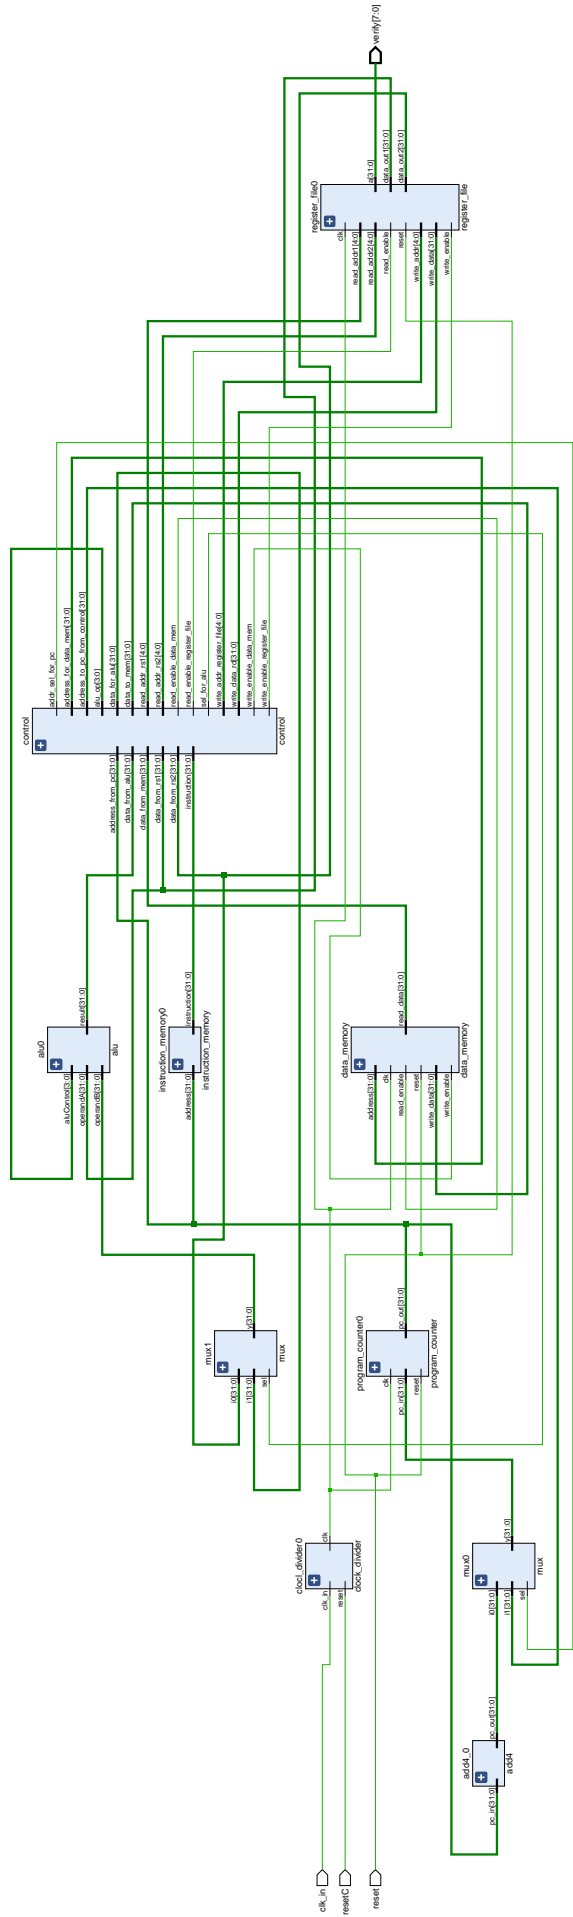 verify[7:0]
register_file0
a[31:0]
data_out1[31:0]
data_out2[31:0]
clk
read_addr1[4:0]
read_addr2[4:0]
read_enable
reset
write_addr[4:0]
write_data[31:0]
write_enable
register_file
control
addr_sel_for_pc
address_for_data_mem[31:0]
address_to_pc_from_control[31:0]
alu_op[3:0]
data_for_alu[31:0]
data_to_mem[31:0]
read_addr_rs1[4:0]
read_addr_rs2[4:0]
read_enable_data_mem
read_enable_register_file
sel_for_alu
write_addr_register_file[4:0]
write_data_rd[31:0]
write_enable_data_mem
write_enable_register_file
address_from_pc[31:0]
data_from_alu[31:0]
data_from_mem[31:0]
data_from_rs1[31:0]
data_from_rs2[31:0]
instruction[31:0]
control
alu0
result[31:0]
aluControl[3:0]
operandA[31:0]
operandB[31:0]
alu
instruction_memory0
instruction[31:0]
address[31:0]
instruction_memory
data_memory
read_data[31:0]
address[31:0]
clk
read_enable
reset
write_data[31:0]
write_enable
data_memory
mux1
y[31:0]
i0[31:0]
i1[31:0]
sel
mux
program_counter0
pc_out[31:0]
clk
pc_in[31:0]
reset
program_counter
clocl_divider0
clk
clk_in
reset
clock_divider
mux0
y[31:0]
i0[31:0]
i1[31:0]
sel
mux
add4_0
pc_out[31:0]
pc_in[31:0]
add4
clk_in
resetC
reset